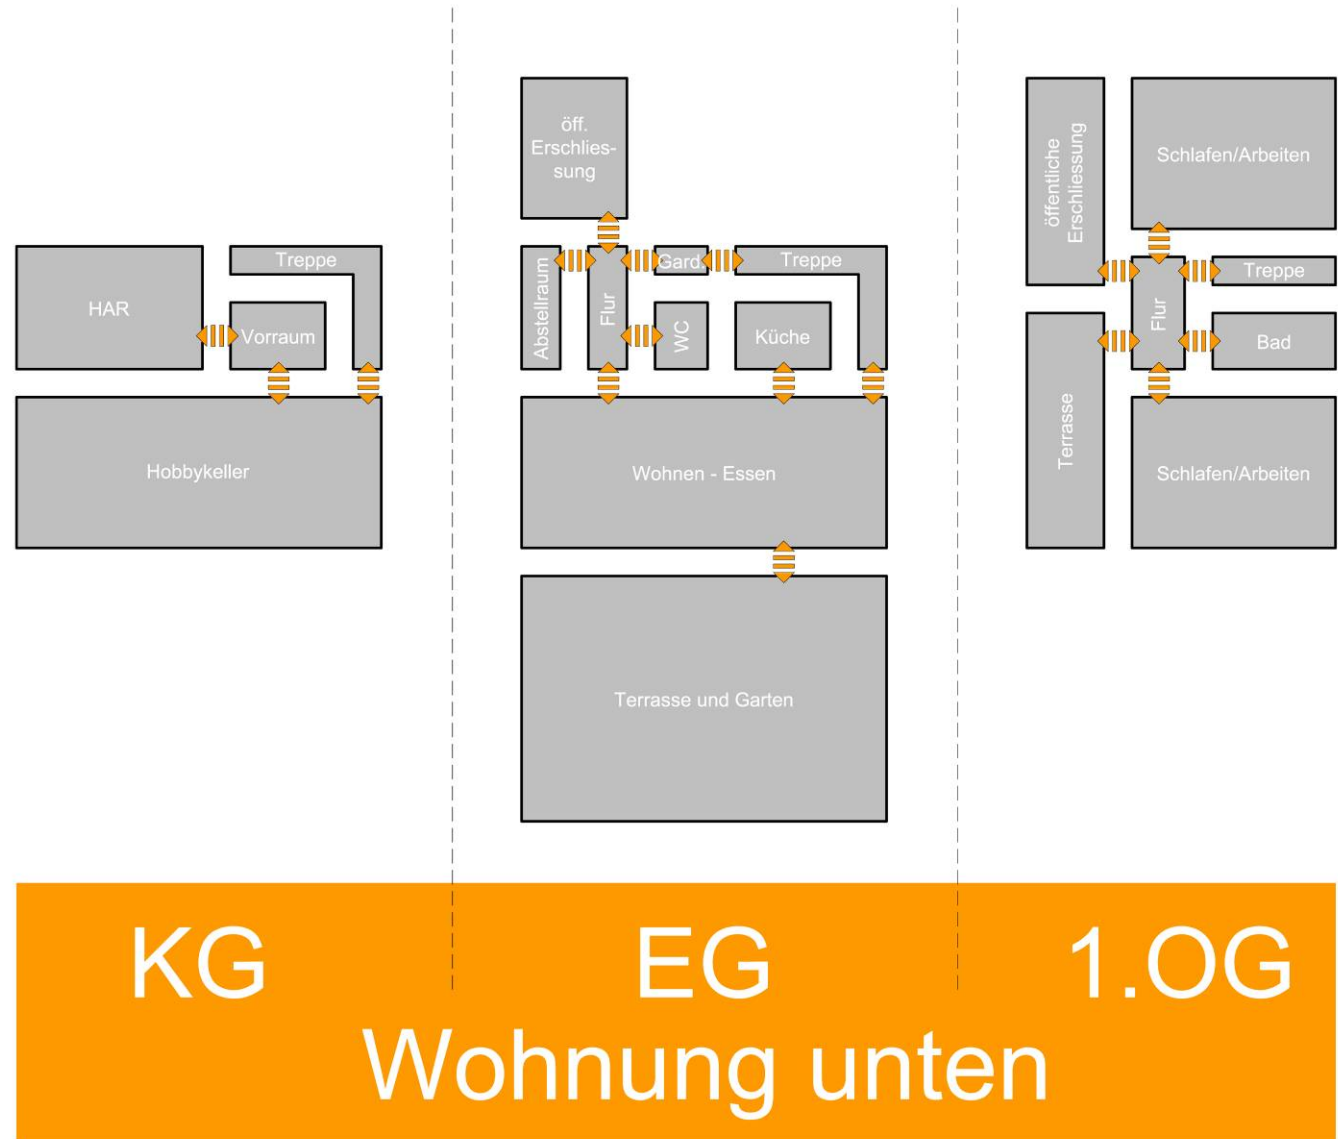 HAR
Treppe
Vorraum
Hobbykeller
öff.
Erschlies-
sung
Abstellraum
Flur
Gard.
Treppe
WC
Küche
Wohnen - Essen
Terrasse und Garten
öffentliche
Erschliessung
Schlafen/Arbeiten
Flur
Treppe
Terrasse
Bad
Schlafen/Arbeiten
KG
EG
1.OG
Wohnung unten